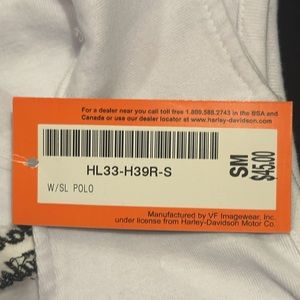 For a dealer near you call toll free 1.800.588.2743 in the USA and
Canada or use our dealer locator at www.harley-davidson.com
HL33-H39R-S
W/SL POLO
SM
$45.00
Manufactured by VF Imagewear, Inc.
under license from Harley-Davidson Motor Co.